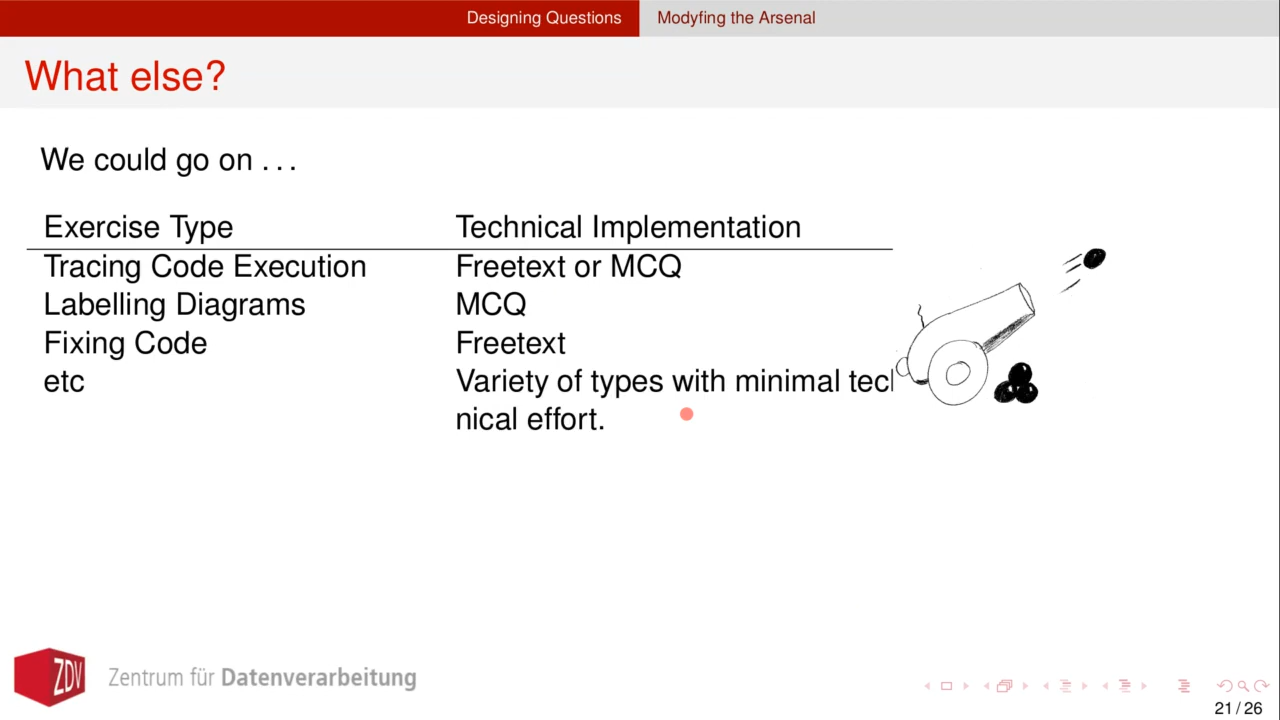 Designing Questions Modyfing the Arsenal
What else?
We could go on . . .
Exercise Type Technical Implementation
Tracing Code Execution Freetext or MCQ
Labelling Diagrams MCQ
Fixing Code Freetext
etc Variety of types with minimal tec
nical effort.
ZDV Zentrum für Datenverarbeitung
21 / 26